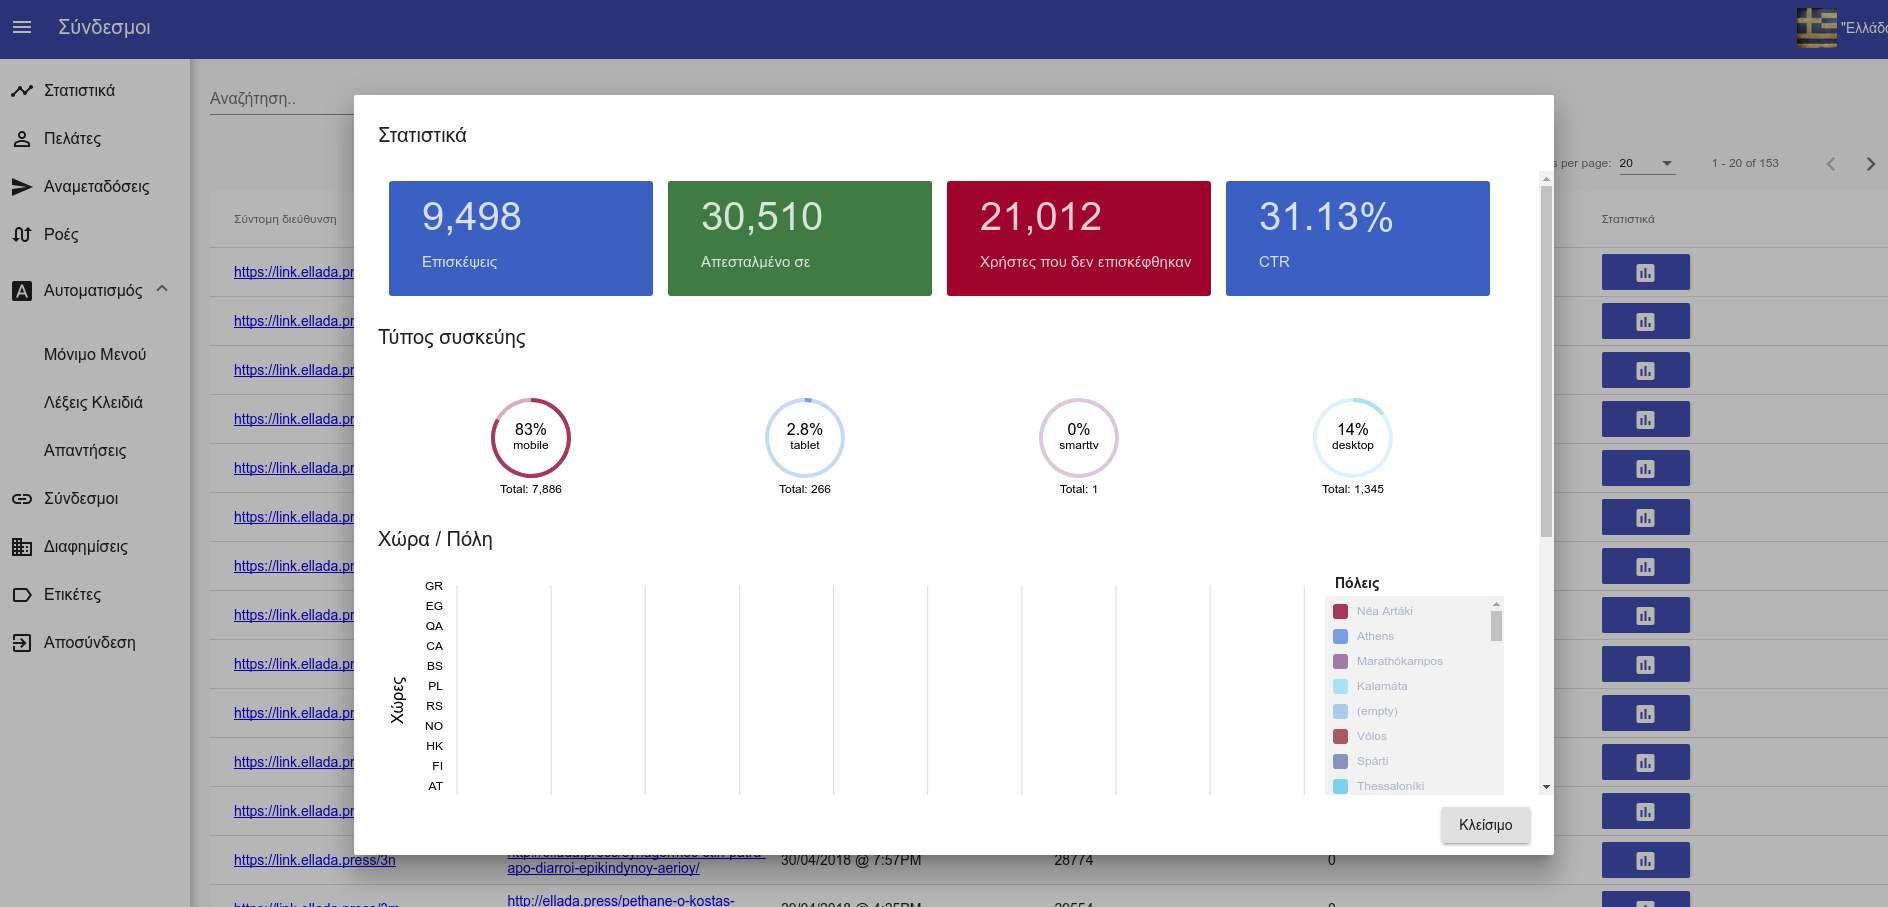 Σύνδεσμοι
"Ελλάδα
Στατιστικά
Πελάτες
Αναμεταδόσεις
Ροές
Αυτοματισμός
Μόνιμο Μενού
Λέξεις Κλειδιά
Απαντήσεις
Σύνδεσμοι
Διαφημίσεις
Ετικέτες
Αποσύνδεση
Αναζήτηση..
s per page: 20 1 - 20 of 153
Σύντομη διεύθυνση
Στατιστικά
https://link.ellada.pr
https://link.ellada.pr
https://link.ellada.pr
https://link.ellada.pr
https://link.ellada.pr
https://link.ellada.pr
https://link.ellada.pr
https://link.ellada.pr
https://link.ellada.pr
https://link.ellada.pr
https://link.ellada.pr
https://link.ellada.pr
Στατιστικά
9,498
Επισκέψεις
30,510
Απεσταλμένο σε
21,012
Χρήστες που δεν επισκέφθηκαν
31.13%
CTR
Τύπος συσκεύης
83%
mobile
Total: 7,886
2.8%
tablet
Total: 266
0%
smarttv
Total: 1
14%
desktop
Total: 1,345
Χώρα / Πόλη
Χώρες
GR
EG
QA
CA
BS
PL
RS
NO
HK
FI
AT
Πόλεις
Néa Artáki
Athens
Marathókampos
Kalamáta
(empty)
Vólos
Spárti
Thessaloníki
Κλείσιμο
https://link.ellada.press/3n
apo-diarroi-epikindynoy-aerioy/
30/04/2018 @ 7:57PM
28774
0
http://ellada.press/pethane-o-kostas-